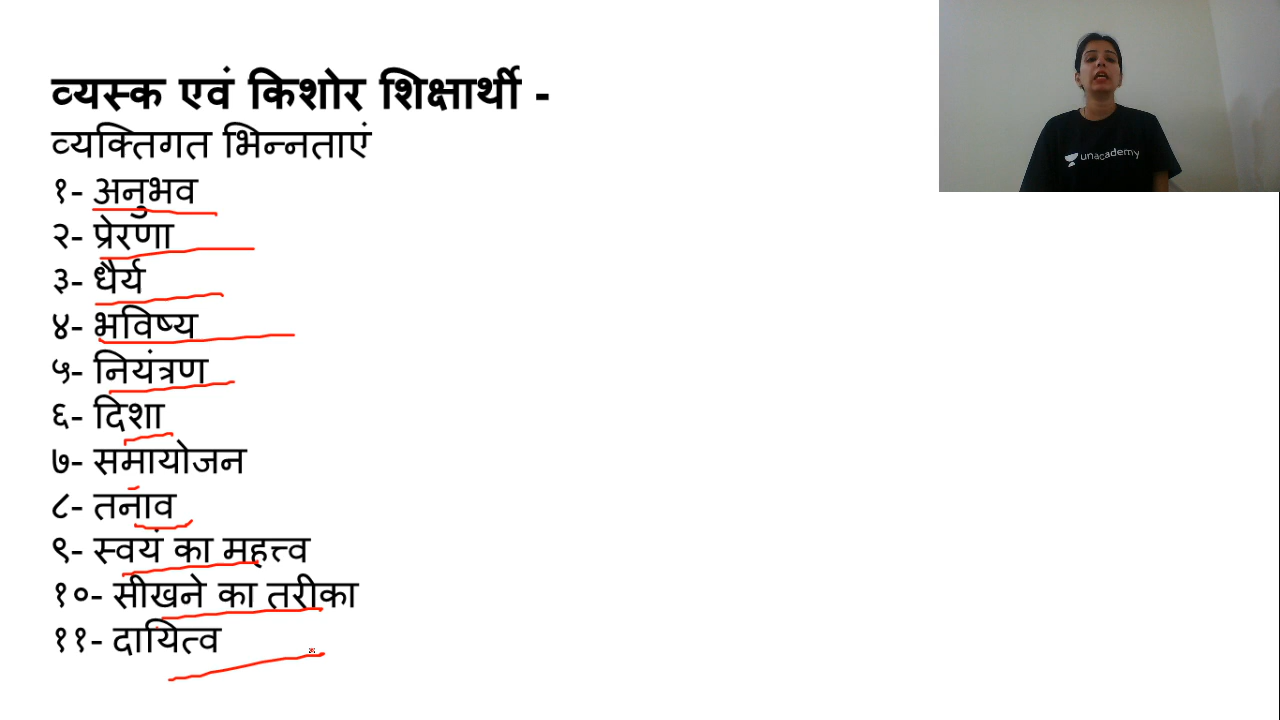 व्यस्क एवं किशोर शिक्षार्थी -
व्यक्तिगत भिन्नताएं
१- अनुभव
२- प्रेरणा
३- धैर्य
४- भविष्य
५- नियंत्रण
६- दिशा
७- समायोजन
८- तनाव
९- स्वयं का महत्त्व
१०- सीखने का तरीका
११- दायित्व
unacademy